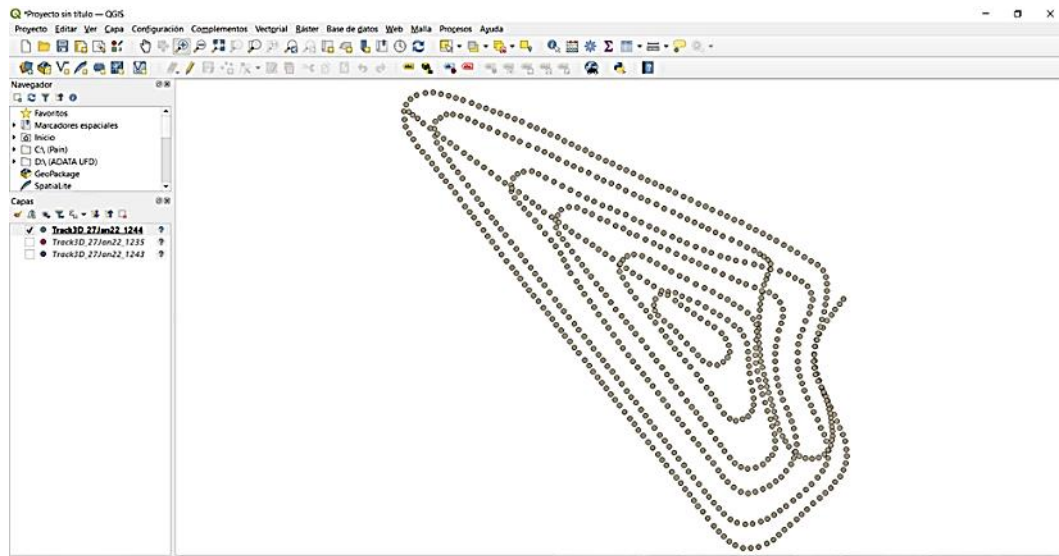 *Proyecto sin título — QGIS
Proyecto Editar Ver Capa Configuración Complementos Vectorial Ráster Base de datos Web Malla Procesos Ayuda
Navegador
Favoritos
Marcadores espaciales
Inicio
C:\ (Pain)
D:\ (ADATA UFD)
GeoPackage
SpatiaLite
Capas
Track3D_27Jan22_1244
Track3D_27Jan22_1235
Track3D_27Jan22_1243